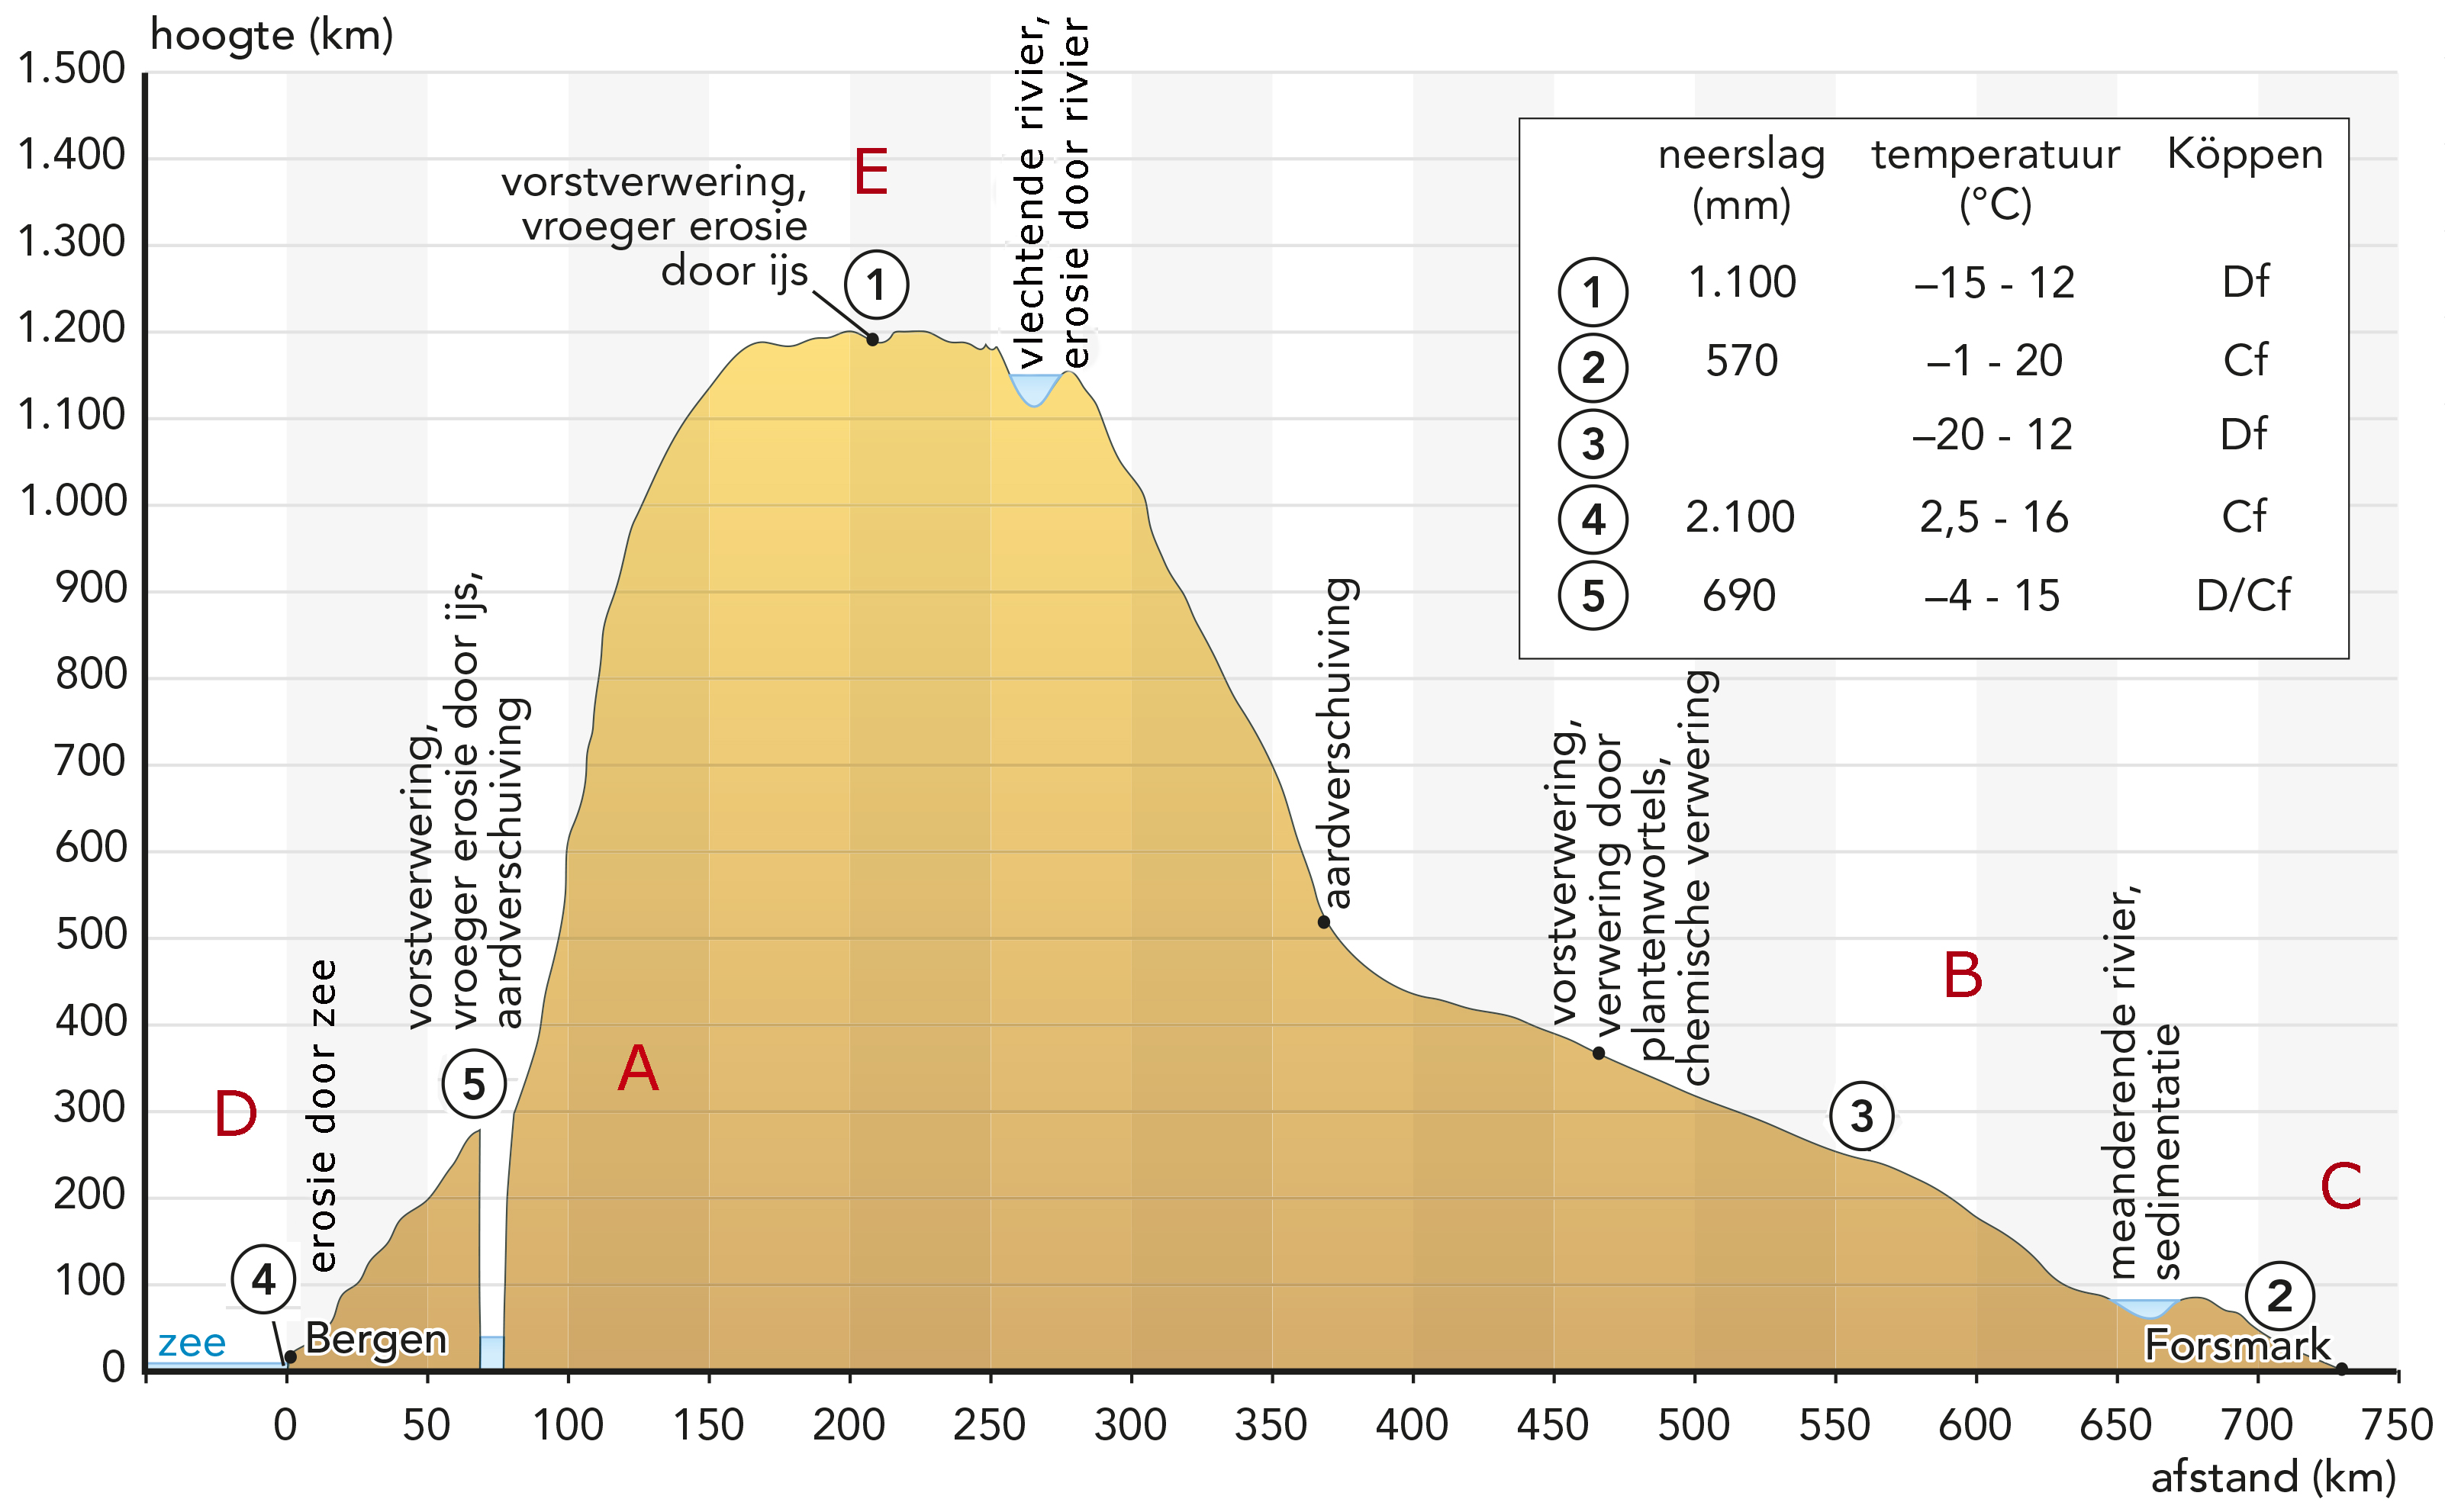 hoogte (km)
1.500
1.400
1.300
1.200
1.100
1.000
900
800
700
600
500
400
300
200
100
0
zee
4
Bergen
D
erosie door zee
vorstverwering,
vroeger erosie door ijs,
aardverschuiving
5
A
vorstverwering,
vroeger erosie
door ijs
1
E
vlechtende rivier,
erosie door rivier
aardverschuiving
vorstverwering,
verwering door
plantenwortels,
chemische verwering
3
B
meanderende rivier,
sedimentatie
C
2
Forsmark
neerslag temperatuur Köppen
(mm) (°C)
1 1.100 –15 - 12 Df
2 570 –1 - 20 Cf
3 –20 - 12 Df
4 2.100 2,5 - 16 Cf
5 690 –4 - 15 D/Cf
0 50 100 150 200 250 300 350 400 450 500 550 600 650 700 750
afstand (km)